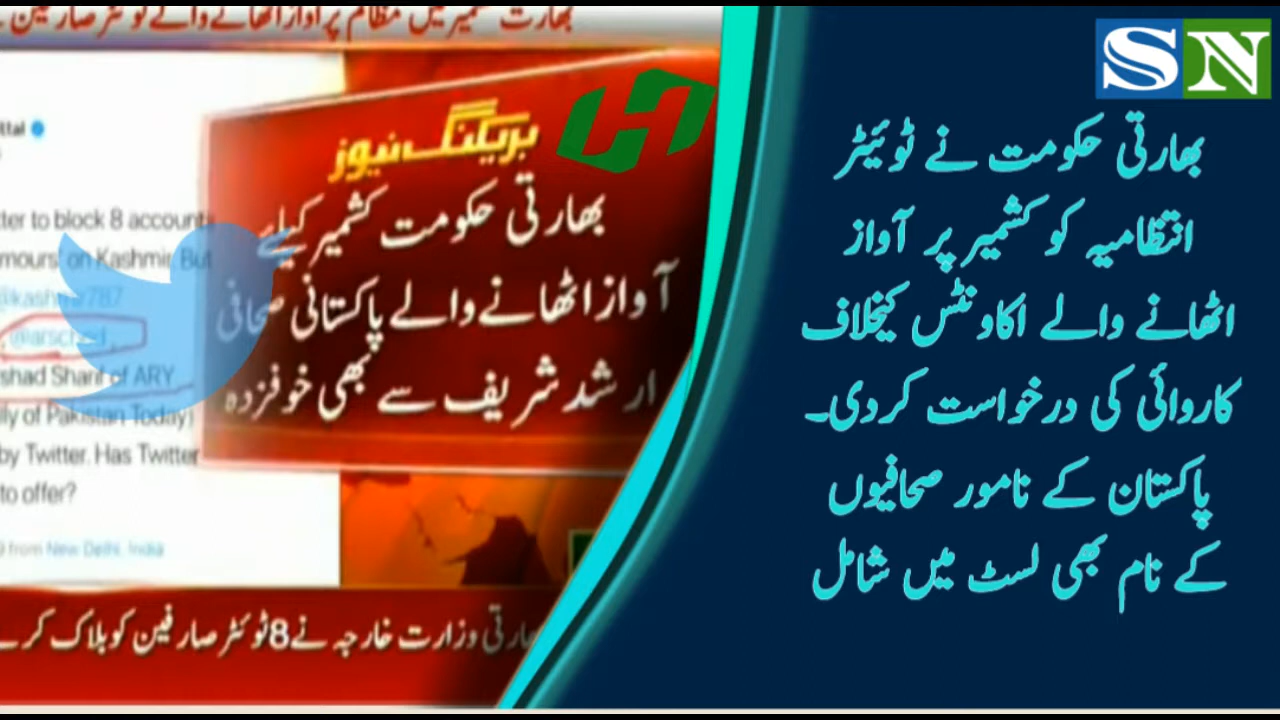 بھارت کشمیر میں مظالم پر آواز اٹھانے والے ٹوئٹر صارفین
ttal
ter to block 8 accounts
mours' on Kashmir. But
@kashmir787
@arsched
shad Sharif of ARY
ily of Pakistan Today)
by Twitter. Has Twitter
to offer?
from New Delhi, India
بریکنگ نیوز
بھارتی حکومت کشمیر کیلیے
آواز اٹھانے والے پاکستانی صحافی
ارشد شریف سے بھی خوفزدہ
بھارتی وزارت خارجہ نے 8 ٹوئٹر صارفین کو بلاک کرنے
SN
بھارتی حکومت نے ٹوئیٹر
انتظامیہ کو کشمیر پر آواز
اٹھانے والے اکاونٹس کیخلاف
کاروائی کی درخواست کردی۔
پاکستان کے نامور صحافیوں
کے نام بھی لسٹ میں شامل